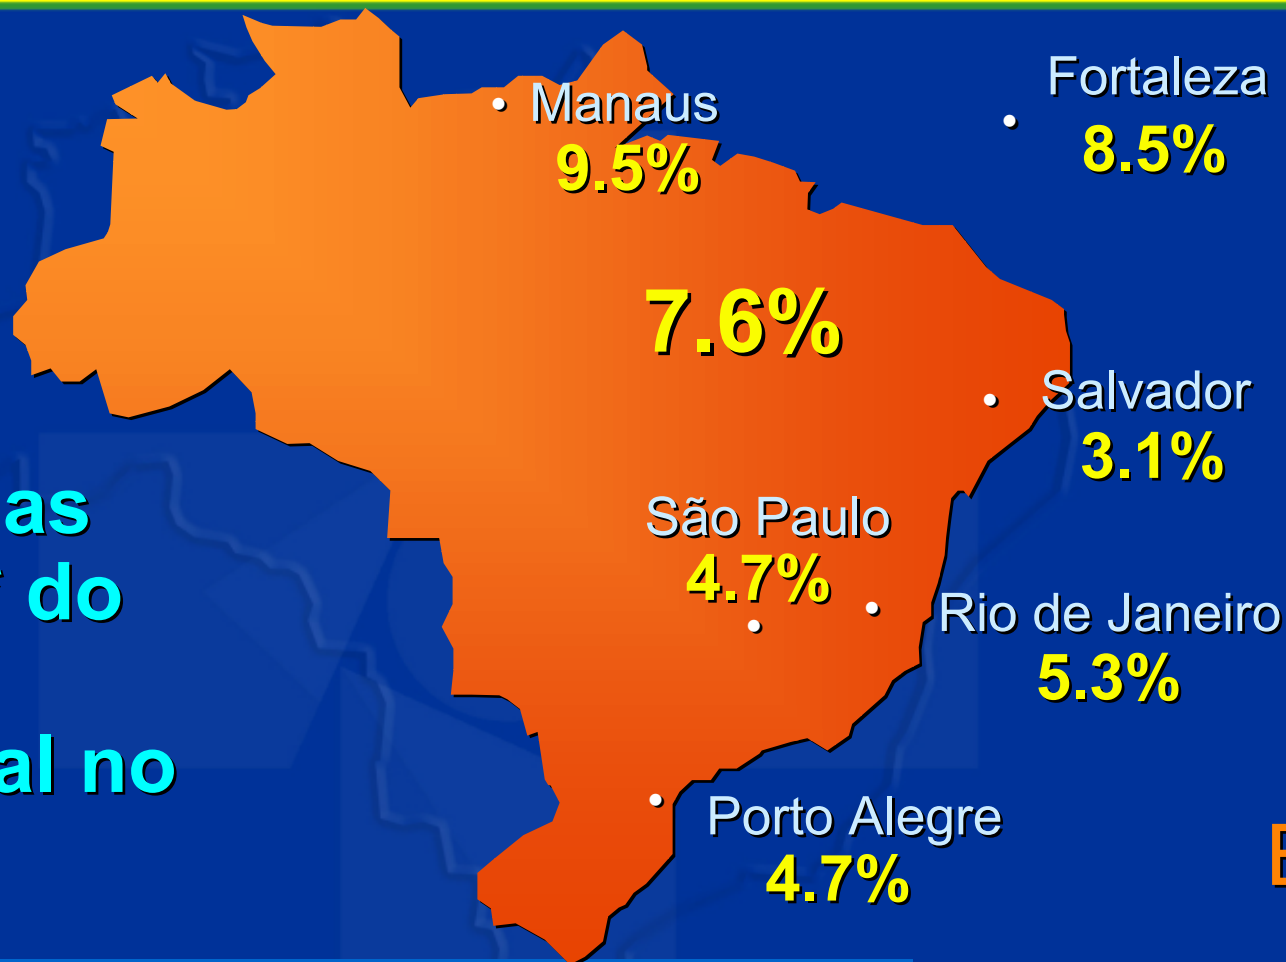 Fortaleza
8.5%
Manaus
9.5%
7.6%
Salvador
3.1%
as
do
São Paulo
4.7%
Rio de Janeiro
5.3%
al no
Porto Alegre
4.7%